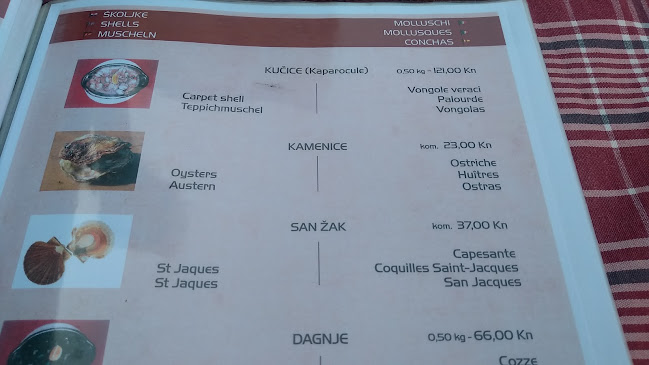 ŠKOLJKE
SHELLS
MUSCHELN
MOLLUSCHI
MOLLUSQUES
CONCHAS
KUČICE (Kaparocule) 0,50 kg - 121,00 Kn
Carpet shell
Teppichmuschel
Vongole veraci
Palourde
Vongolas
KAMENICE kom. 23,00 Kn
Oysters
Austern
Ostriche
Huîtres
Ostras
SAN ŽAK kom. 37,00 Kn
St Jaques
St Jaques
Capesante
Coquilles Saint-Jacques
San Jacques
DAGNJE 0,50 kg - 66,00 Kn
Cozze